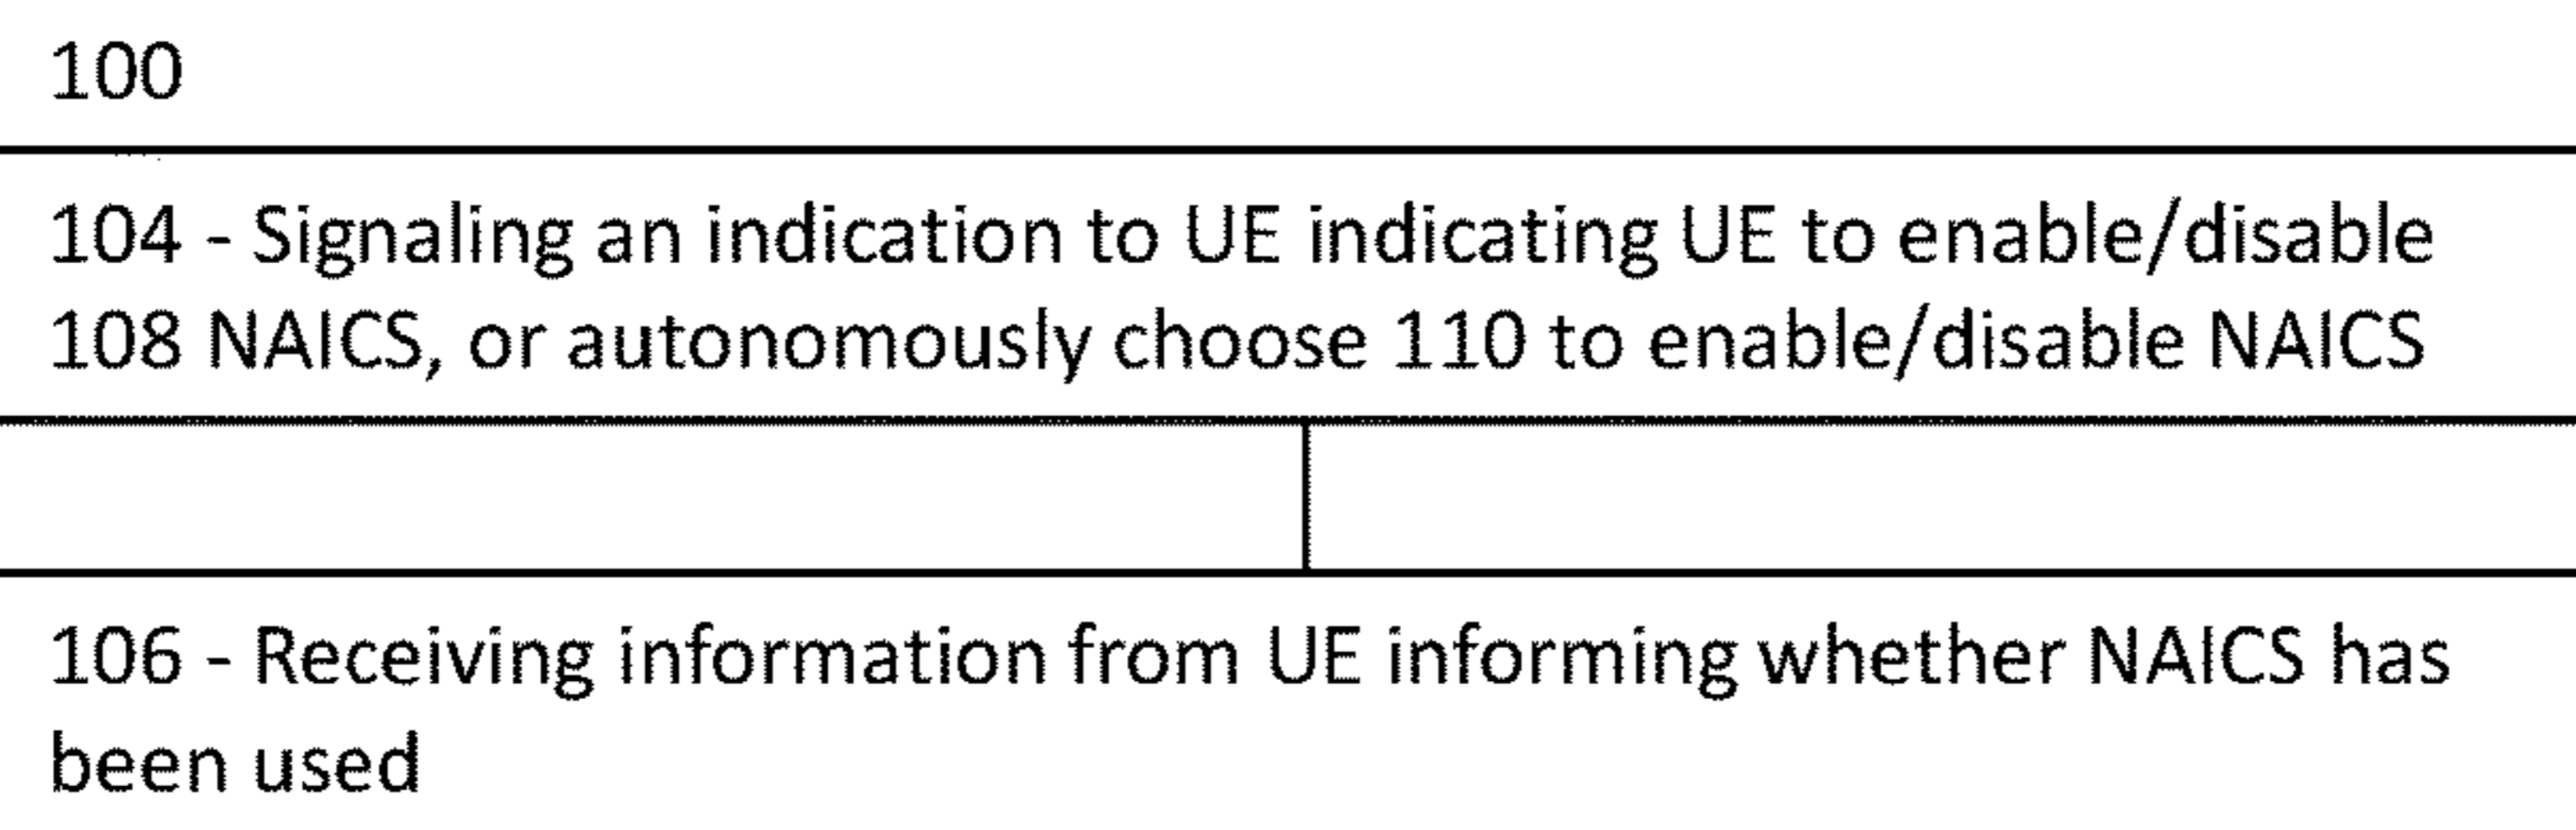 100
104 - Signaling an indication to UE indicating UE to enable/disable
108 NAICS, or autonomously choose 110 to enable/disable NAICS
106 - Receiving information from UE informing whether NAICS has
been used